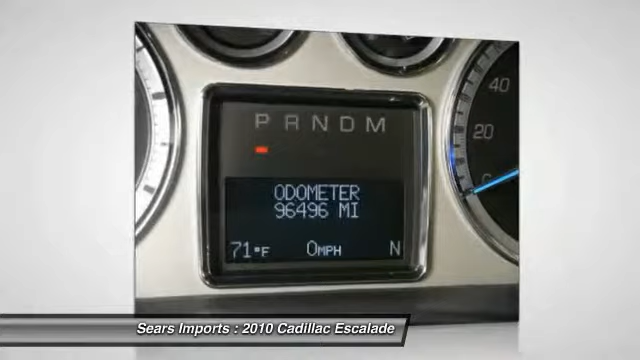 40
20
P R N D M
ODOMETER
96496 MI
71°F 0MPH N
Sears Imports : 2010 Cadillac Escalade